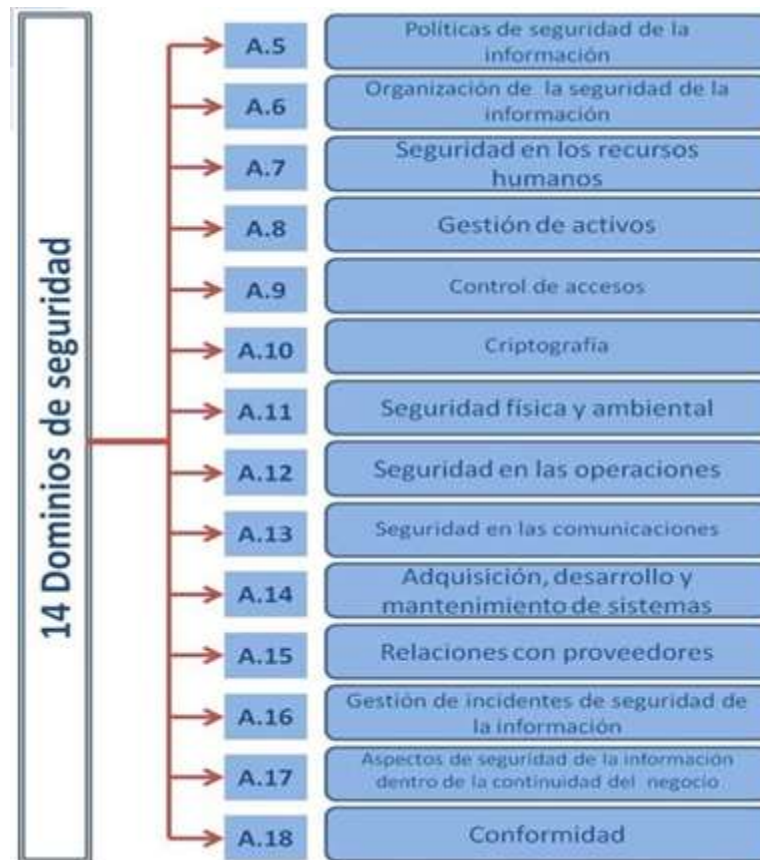 14 Dominios de seguridad
A.5
Políticas de seguridad de la
información
A.6
Organización de la seguridad de la
información
A.7
Seguridad en los recursos
humanos
A.8
Gestión de activos
A.9
Control de accesos
A.10
Criptografía
A.11
Seguridad física y ambiental
A.12
Seguridad en las operaciones
A.13
Seguridad en las comunicaciones
A.14
Adquisición, desarrollo y
mantenimiento de sistemas
A.15
Relaciones con proveedores
A.16
Gestión de incidentes de seguridad de
la información
A.17
Aspectos de seguridad de la información
dentro de la continuidad del negocio
A.18
Conformidad